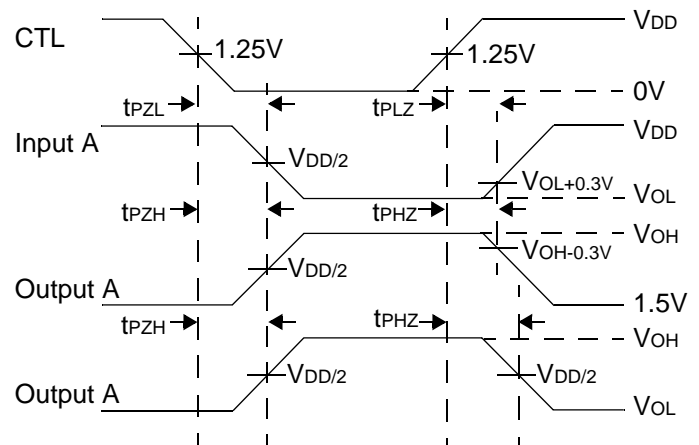 CTL
1.25V
1.25V
VDD
tPZL
tPLZ
0V
Input A
VDD
VDD/2
VOL+0.3V
VOL
tPZH
tPHZ
VOH
VOH-0.3V
VDD/2
Output A
1.5V
tPZH
tPHZ
VOH
VDD/2
VDD/2
Output A
VOL